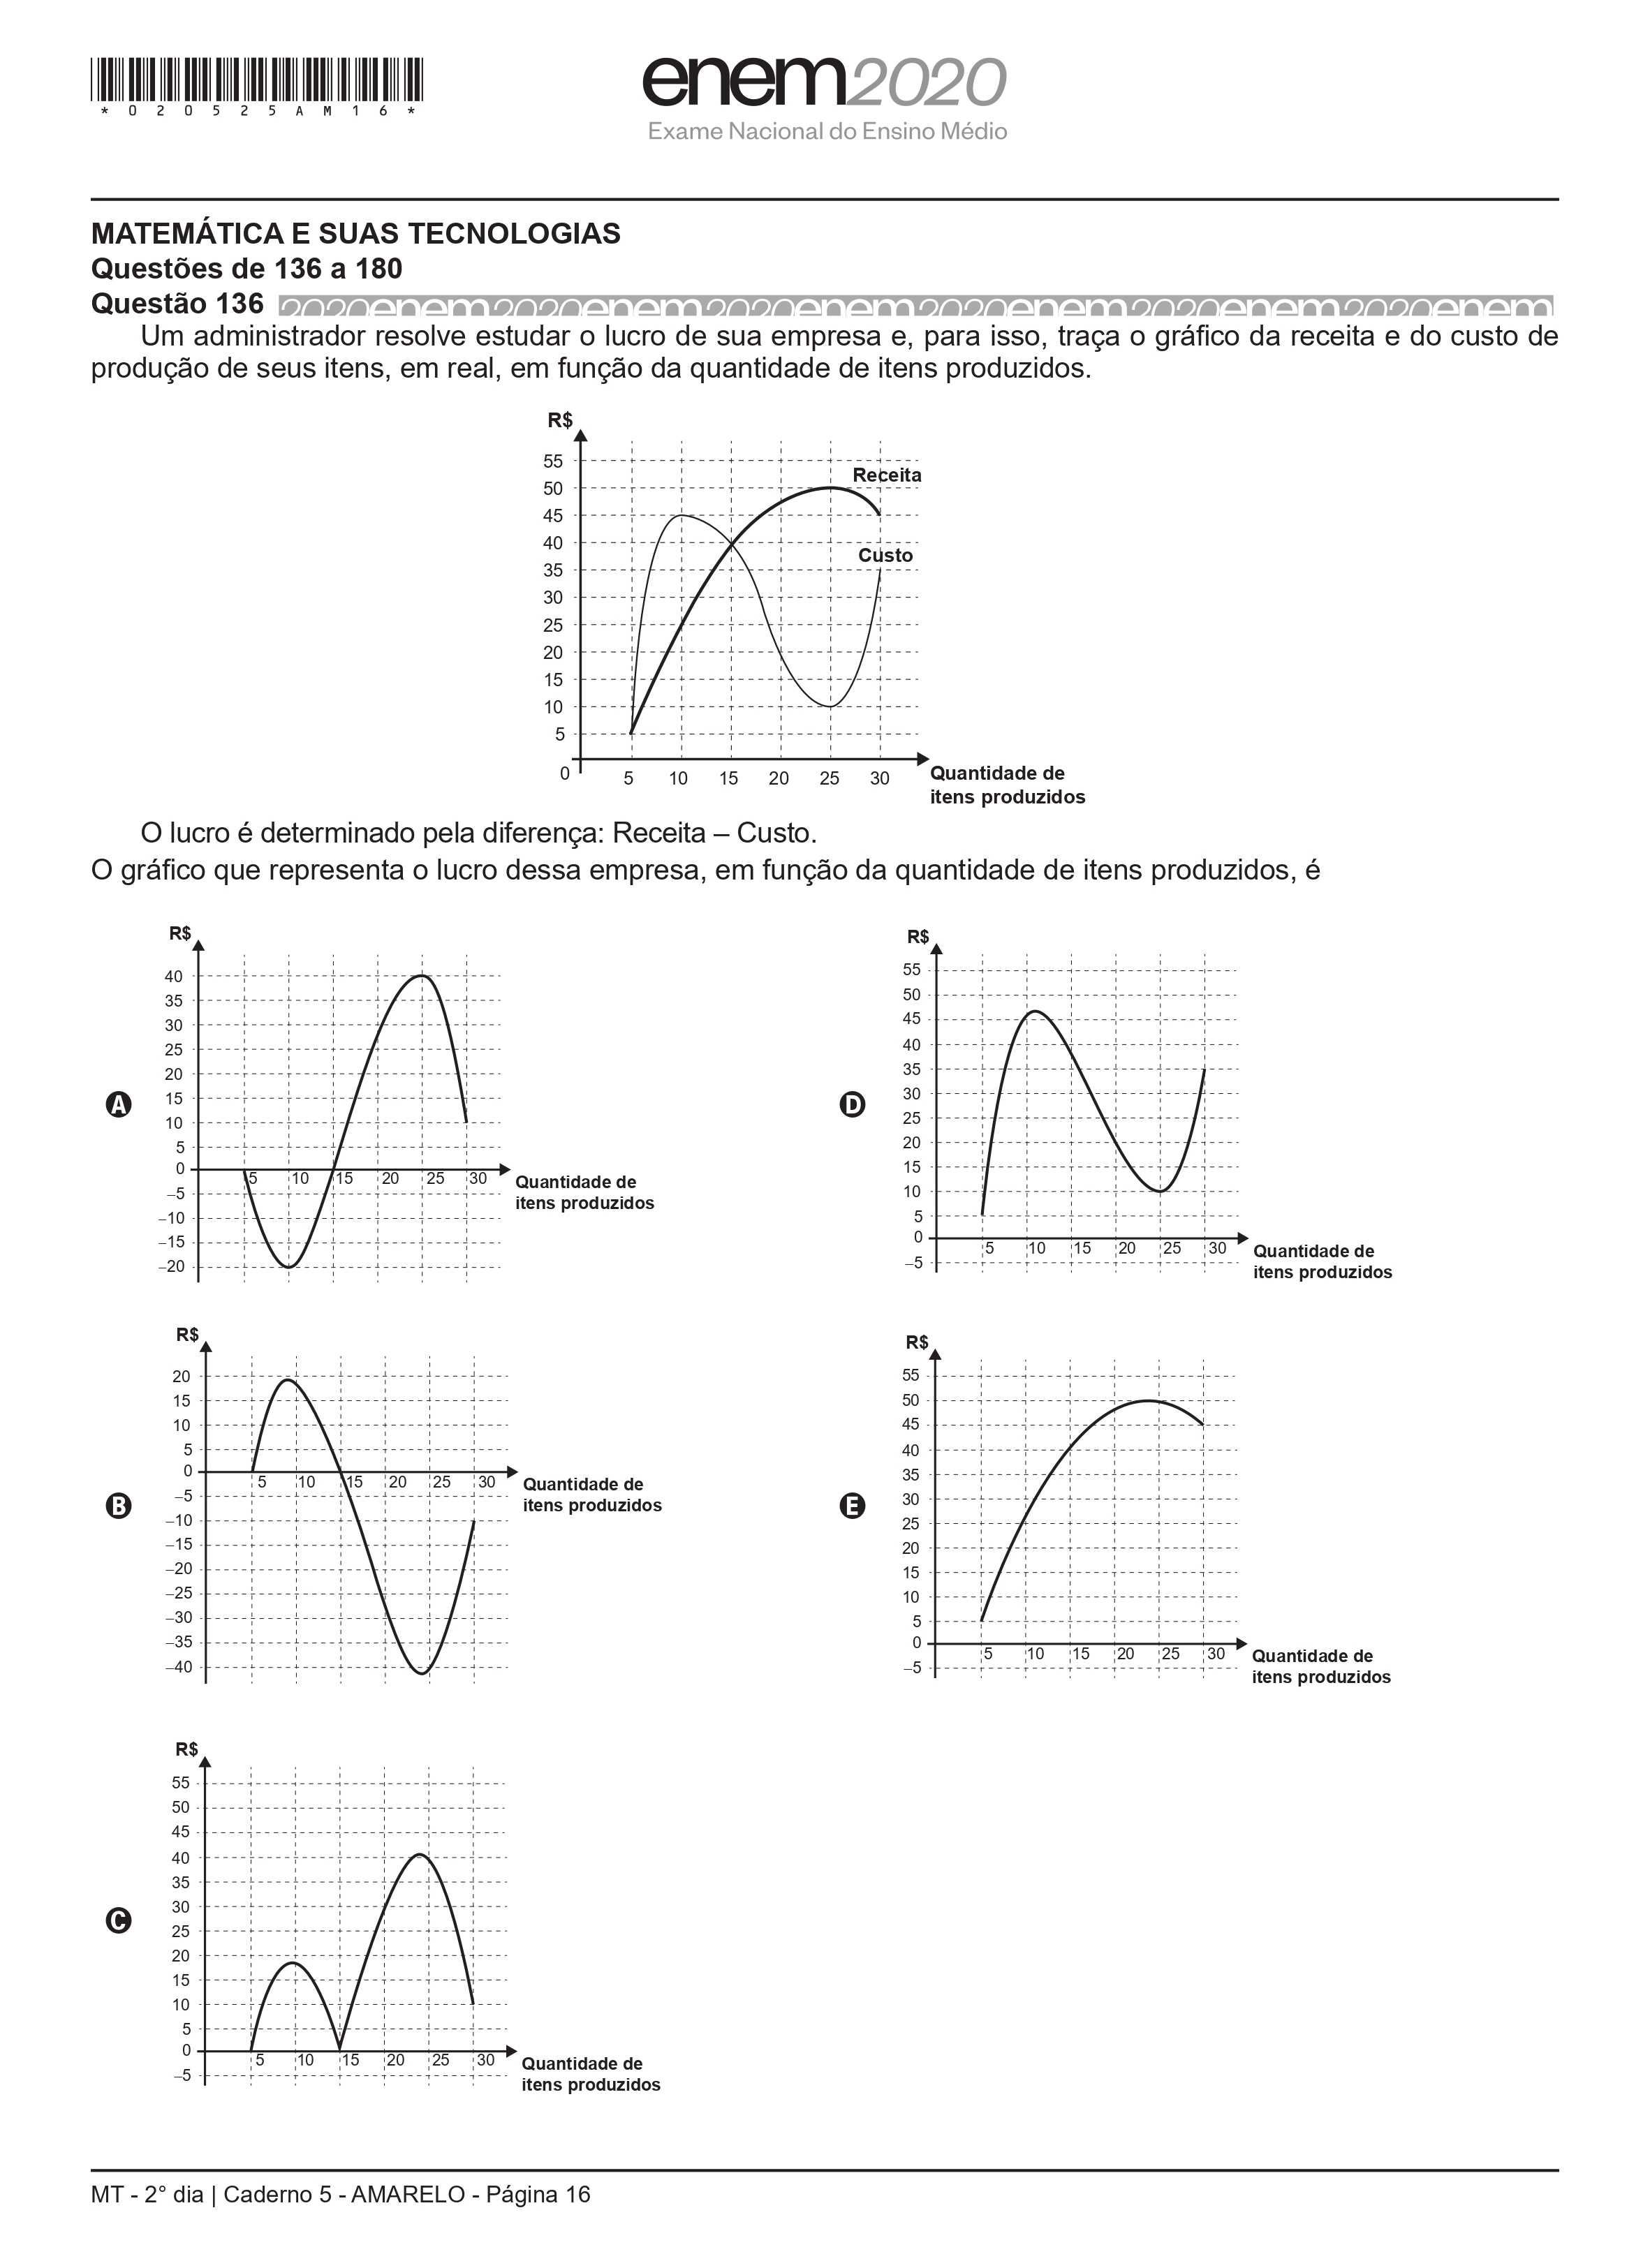 *020525AM16*
enem2020
Exame Nacional do Ensino Médio
MATEMÁTICA E SUAS TECNOLOGIAS
Questões de 136 a 180
Questão 136 2020enem2020enem2020enem2020enem2020enem2020enem
Um administrador resolve estudar o lucro de sua empresa e, para isso, traça o gráfico da receita e do custo de
produção de seus itens, em real, em função da quantidade de itens produzidos.
R$
55
Receita
50
45
40
Custo
35
30
25
20
15
10
5
0 5 10 15 20 25 30
Quantidade de
itens produzidos
O lucro é determinado pela diferença: Receita – Custo.
O gráfico que representa o lucro dessa empresa, em função da quantidade de itens produzidos, é
A
R$
40
35
30
25
20
15
10
5
0
5 10 15 20 25 30
Quantidade de
itens produzidos
–5
–10
–15
–20
B
R$
20
15
10
5
0
5 10 15 20 25 30
Quantidade de
itens produzidos
–5
–10
–15
–20
–25
–30
–35
–40
C
R$
55
50
45
40
35
30
25
20
15
10
5
0
5 10 15 20 25 30
Quantidade de
itens produzidos
–5
D
R$
55
50
45
40
35
30
25
20
15
10
5
0
5 10 15 20 25 30
Quantidade de
itens produzidos
–5
E
R$
55
50
45
40
35
30
25
20
15
10
5
0
5 10 15 20 25 30
Quantidade de
itens produzidos
–5
MT - 2° dia | Caderno 5 - AMARELO - Página 16